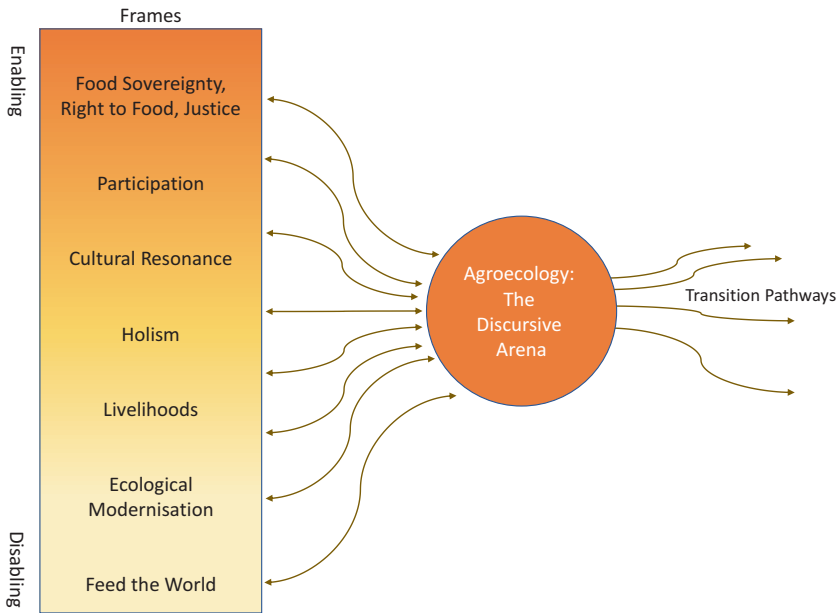 Frames
Enabling
Food Sovereignty,
Right to Food, Justice
Participation
Cultural Resonance
Holism
Livelihoods
Ecological
Modernisation
Feed the World
Disabling
Agroecology:
The
Discursive
Arena
Transition Pathways